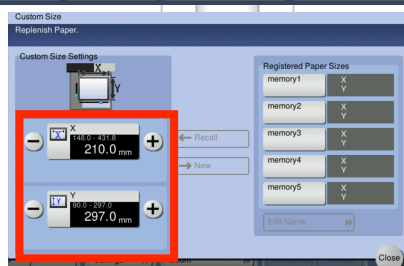 Custom Size
Replenish Paper.
Custom Size Settings
X
Y
X
X
148.0 - 431.8
210.0 mm
Y
Y
90.0 - 297.0
297.0 mm
Recall
New
Registered Paper Sizes
memory1 X
Y
memory2 X
Y
memory3 X
Y
memory4 X
Y
memory5 X
Y
Edit Name
Close